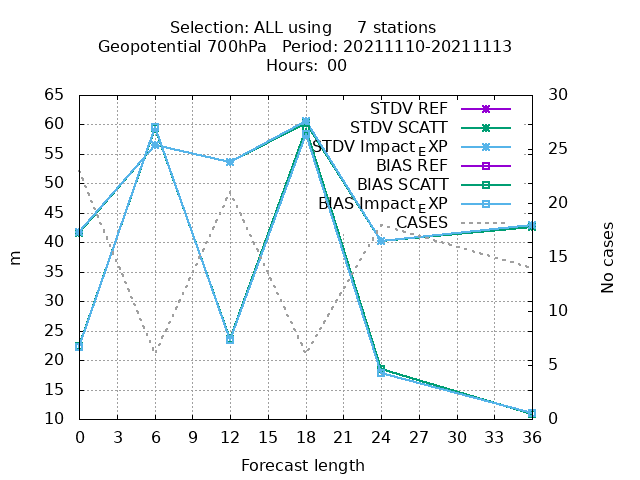 Selection: ALL using 7 stations
Geopotential 700hPa Period: 20211110-20211113
Hours: 00
65
60
55
50
45
40
35
30
25
20
15
10
m
STDV REF
STDV SCATT
STDV Impact_EXP
BIAS REF
BIAS SCATT
BIAS Impact_EXP
CASES
30
25
20
15
10
5
0
No cases
0 3 6 9 12 15 18 21 24 27 30 33 36
Forecast length